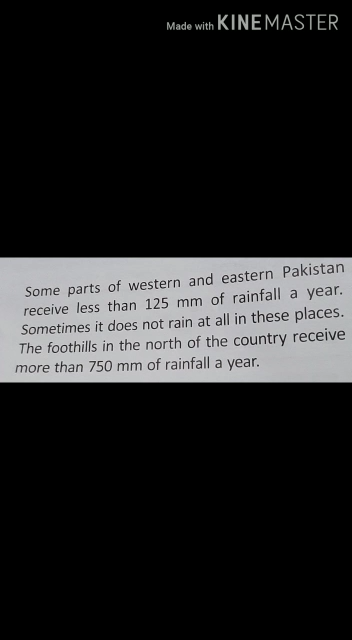 Made with KINEMASTER
Some parts of western and eastern Pakistan
receive less than 125 mm of rainfall a year.
Sometimes it does not rain at all in these places.
The foothills in the north of the country receive
more than 750 mm of rainfall a year.